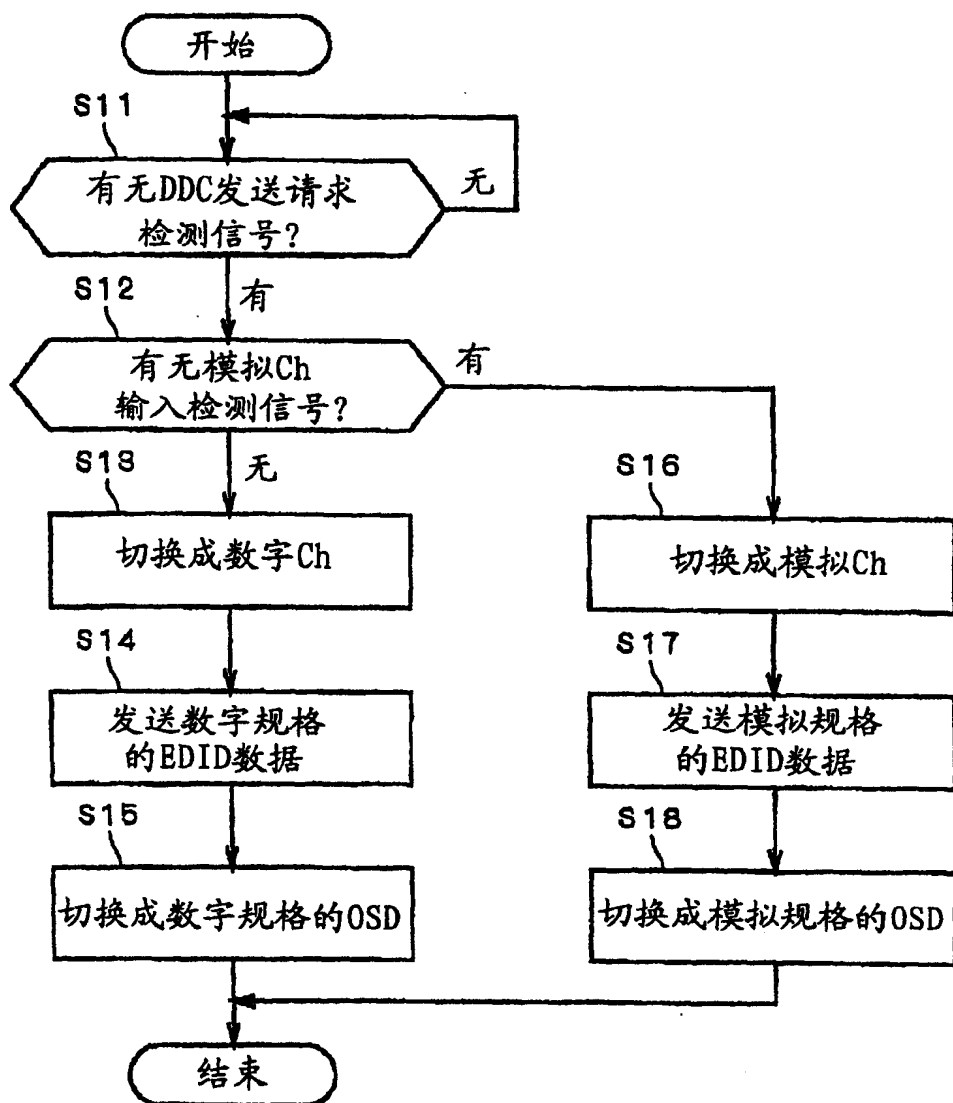 开始
S11
有无DDC发送请求
检测信号?
无
S12
有
有无模拟Ch
输入检测信号?
有
S13
无
切换成数字Ch
S16
切换成模拟Ch
S14
发送数字规格
的EDID数据
S17
发送模拟规格
的EDID数据
S15
切换成数字规格的OSD
S18
切换成模拟规格的OSD
结束